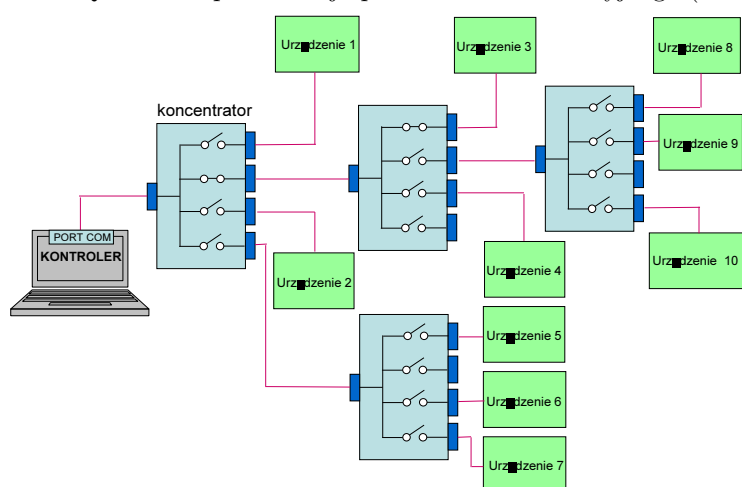 Urz■dzenie 1
Urz■dzenie 3
Urz■dzenie 8
koncentrator
Urz■dzenie 9
PORT COM
KONTROLER
Urz■dzenie 2
Urz■dzenie 4
Urz■dzenie 10
Urz■dzenie 5
Urz■dzenie 6
Urz■dzenie 7